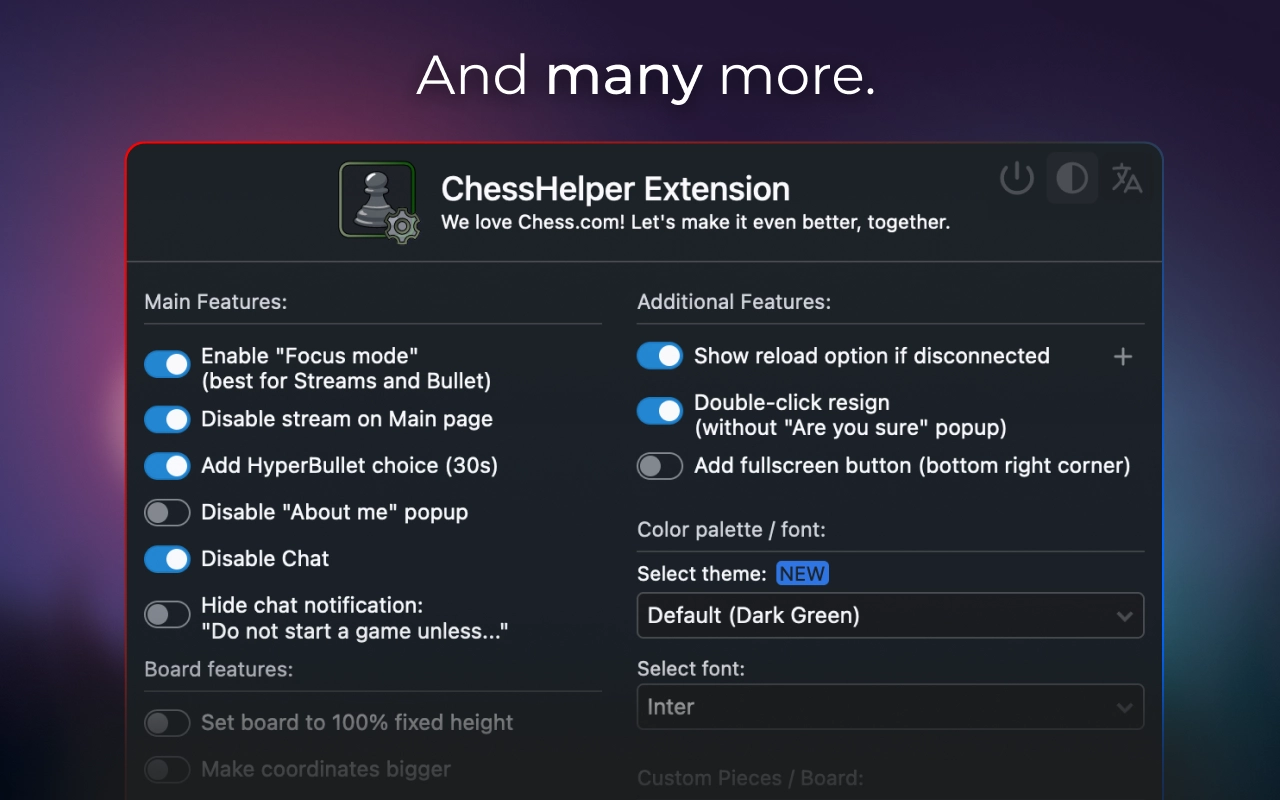 And many more.
ChessHelper Extension
We love Chess.com! Let's make it even better, together.
Main Features:
Enable "Focus mode"
(best for Streams and Bullet)
Disable stream on Main page
Add HyperBullet choice (30s)
Disable "About me" popup
Disable Chat
Hide chat notification:
"Do not start a game unless..."
Board features:
Set board to 100% fixed height
Make coordinates bigger
Additional Features:
Show reload option if disconnected
Double-click resign
(without "Are you sure" popup)
Add fullscreen button (bottom right corner)
Color palette / font:
Select theme: NEW
Default (Dark Green)
Select font:
Inter
Custom Pieces / Board: